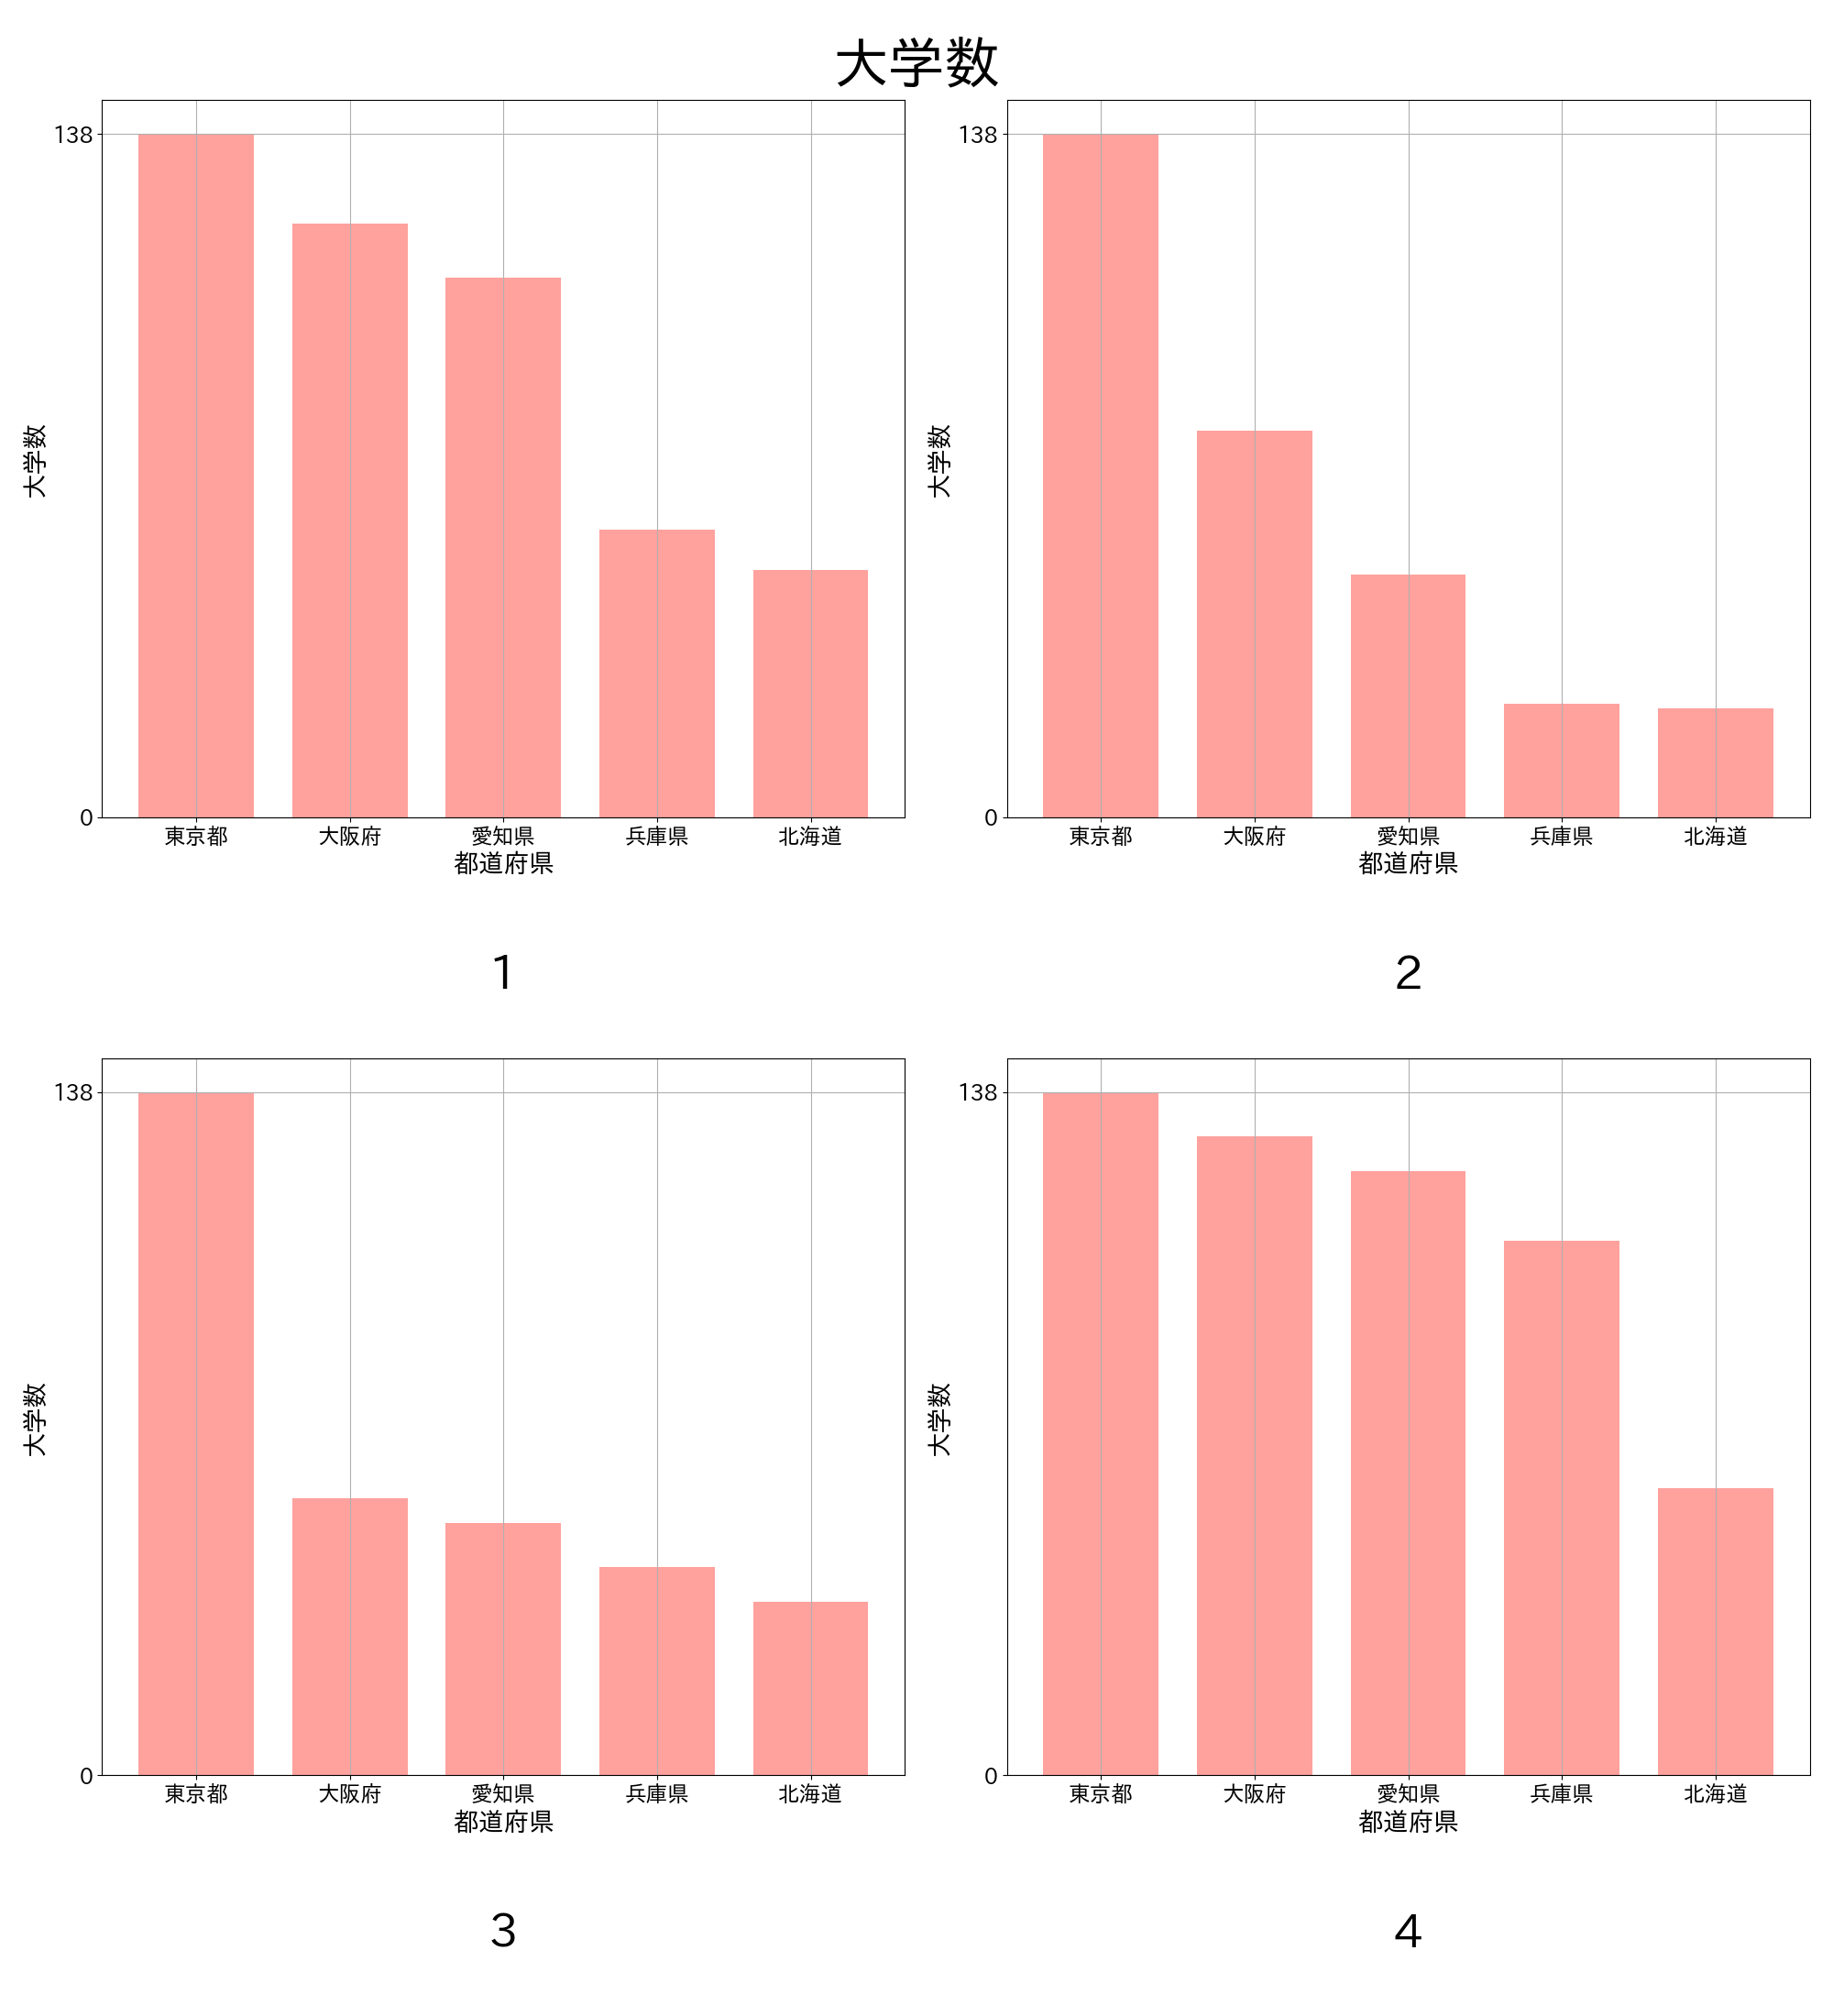 大学数
138
0
大学数
東京都 大阪府 愛知県 兵庫県 北海道
都道府県
1
138
0
大学数
東京都 大阪府 愛知県 兵庫県 北海道
都道府県
2
138
0
大学数
東京都 大阪府 愛知県 兵庫県 北海道
都道府県
3
138
0
大学数
東京都 大阪府 愛知県 兵庫県 北海道
都道府県
4